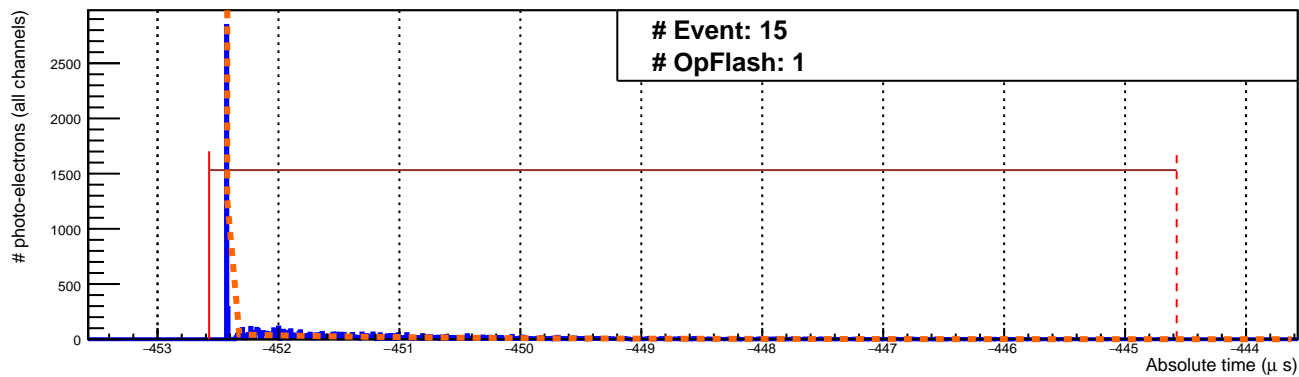 # Event: 15
# OpFlash: 1
# photo-electrons (all channels)
2500
2000
1500
1000
500
0
−453 −452 −451 −450 −449 −448 −447 −446 −445 −444
Absolute time (μ s)